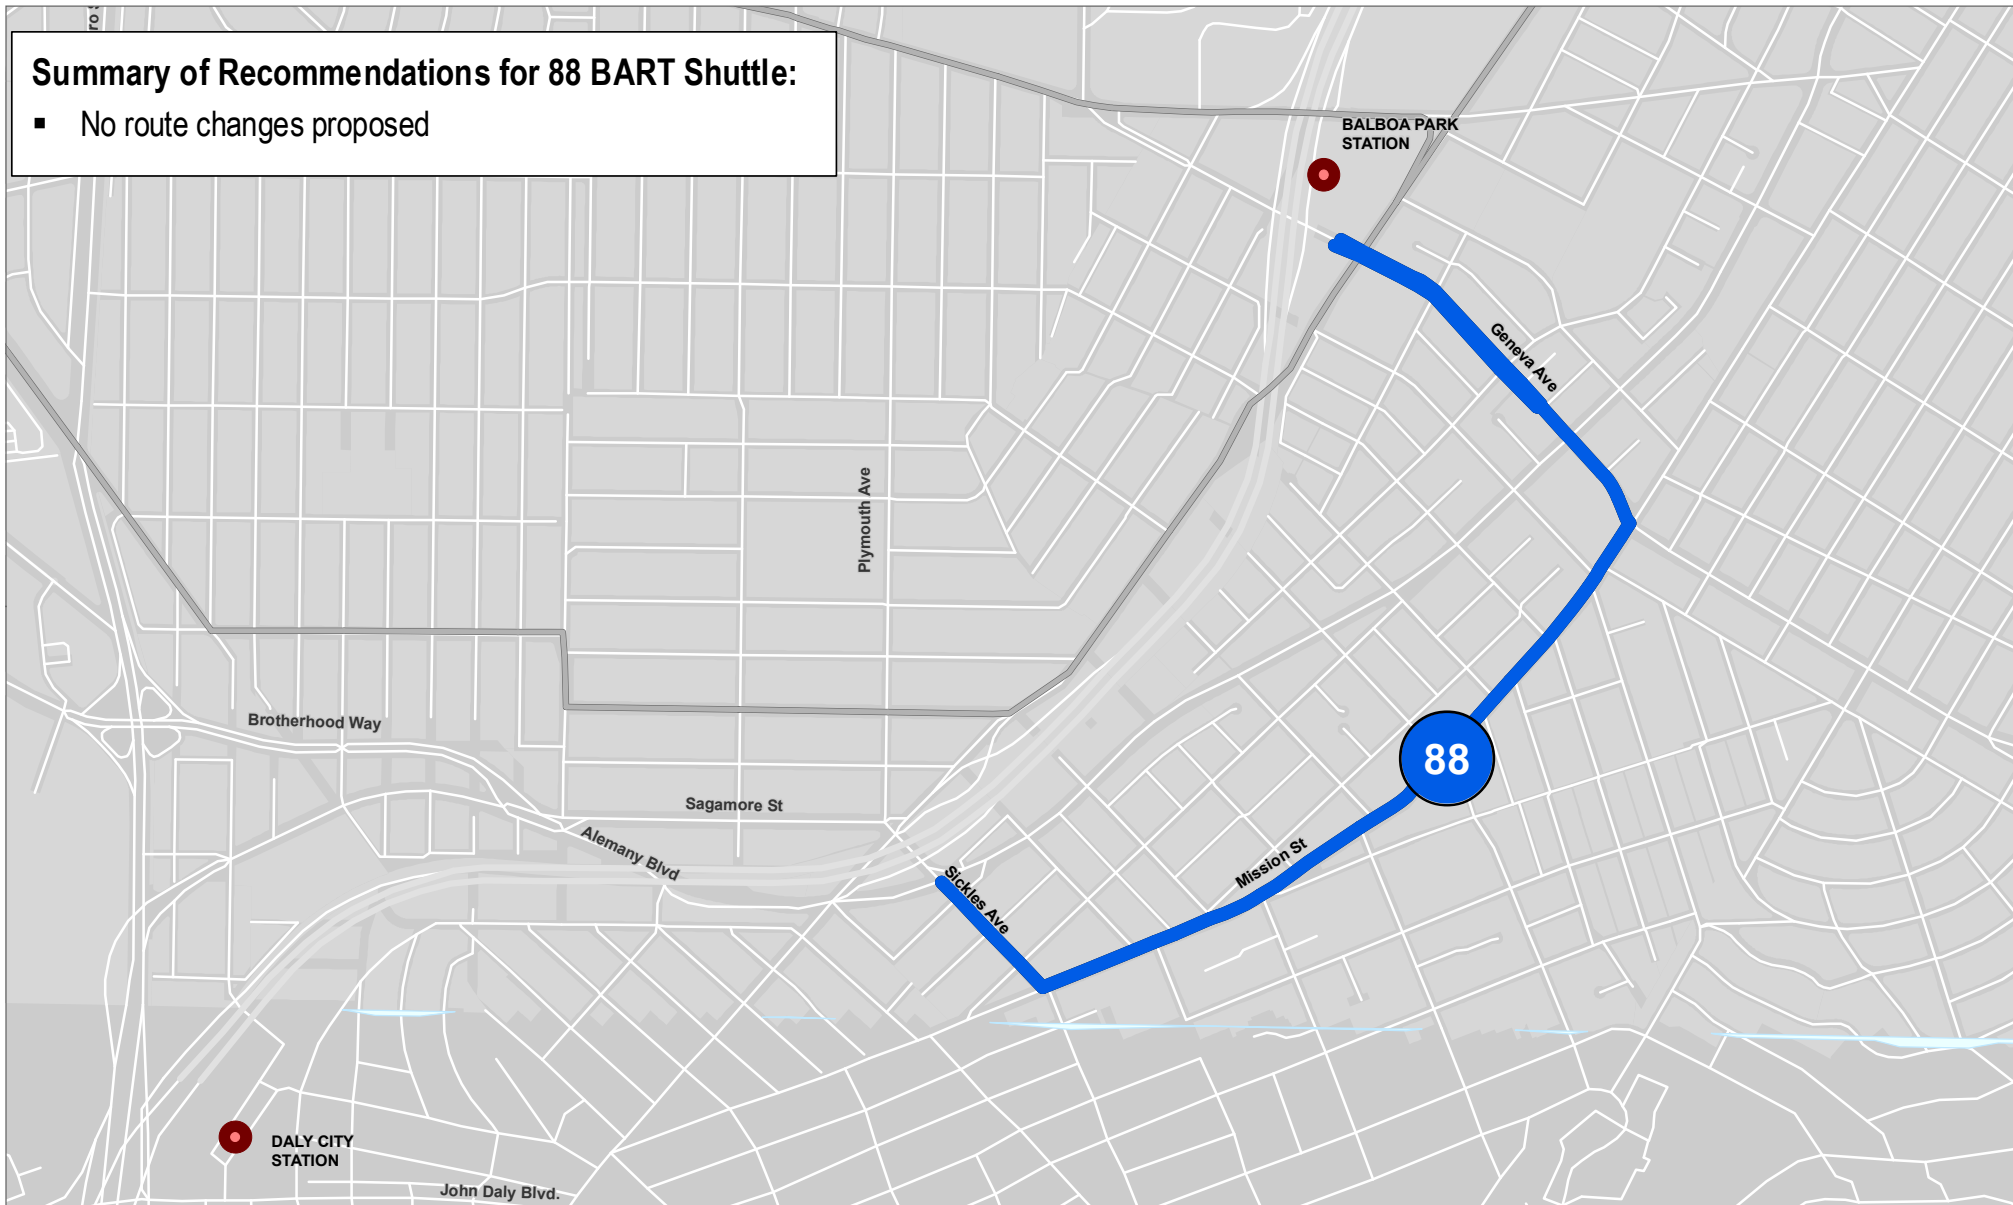 Summary of Recommendations for 88 BART Shuttle:
▪ No route changes proposed
BALBOA PARK
STATION
Geneva Ave
Plymouth Ave
Brotherhood Way
88
Sagamore St
Alemany Blvd
Mission St
Sickles Ave
DALY CITY
STATION
John Daly Blvd.